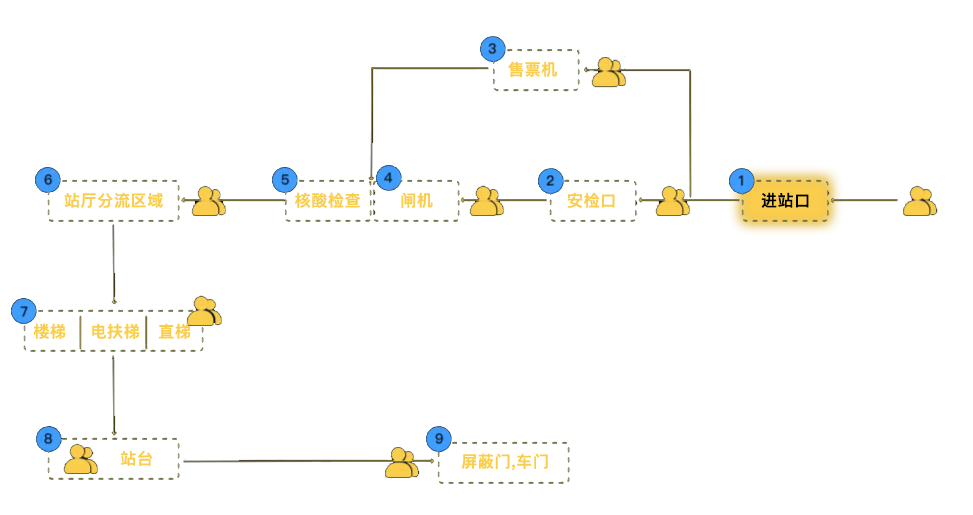 3
售票机
6
站厅分流区域
5
核酸检查
4
闸机
2
安检口
1
进站口
7
楼梯
电扶梯
直梯
8
站台
9
屏蔽门,车门